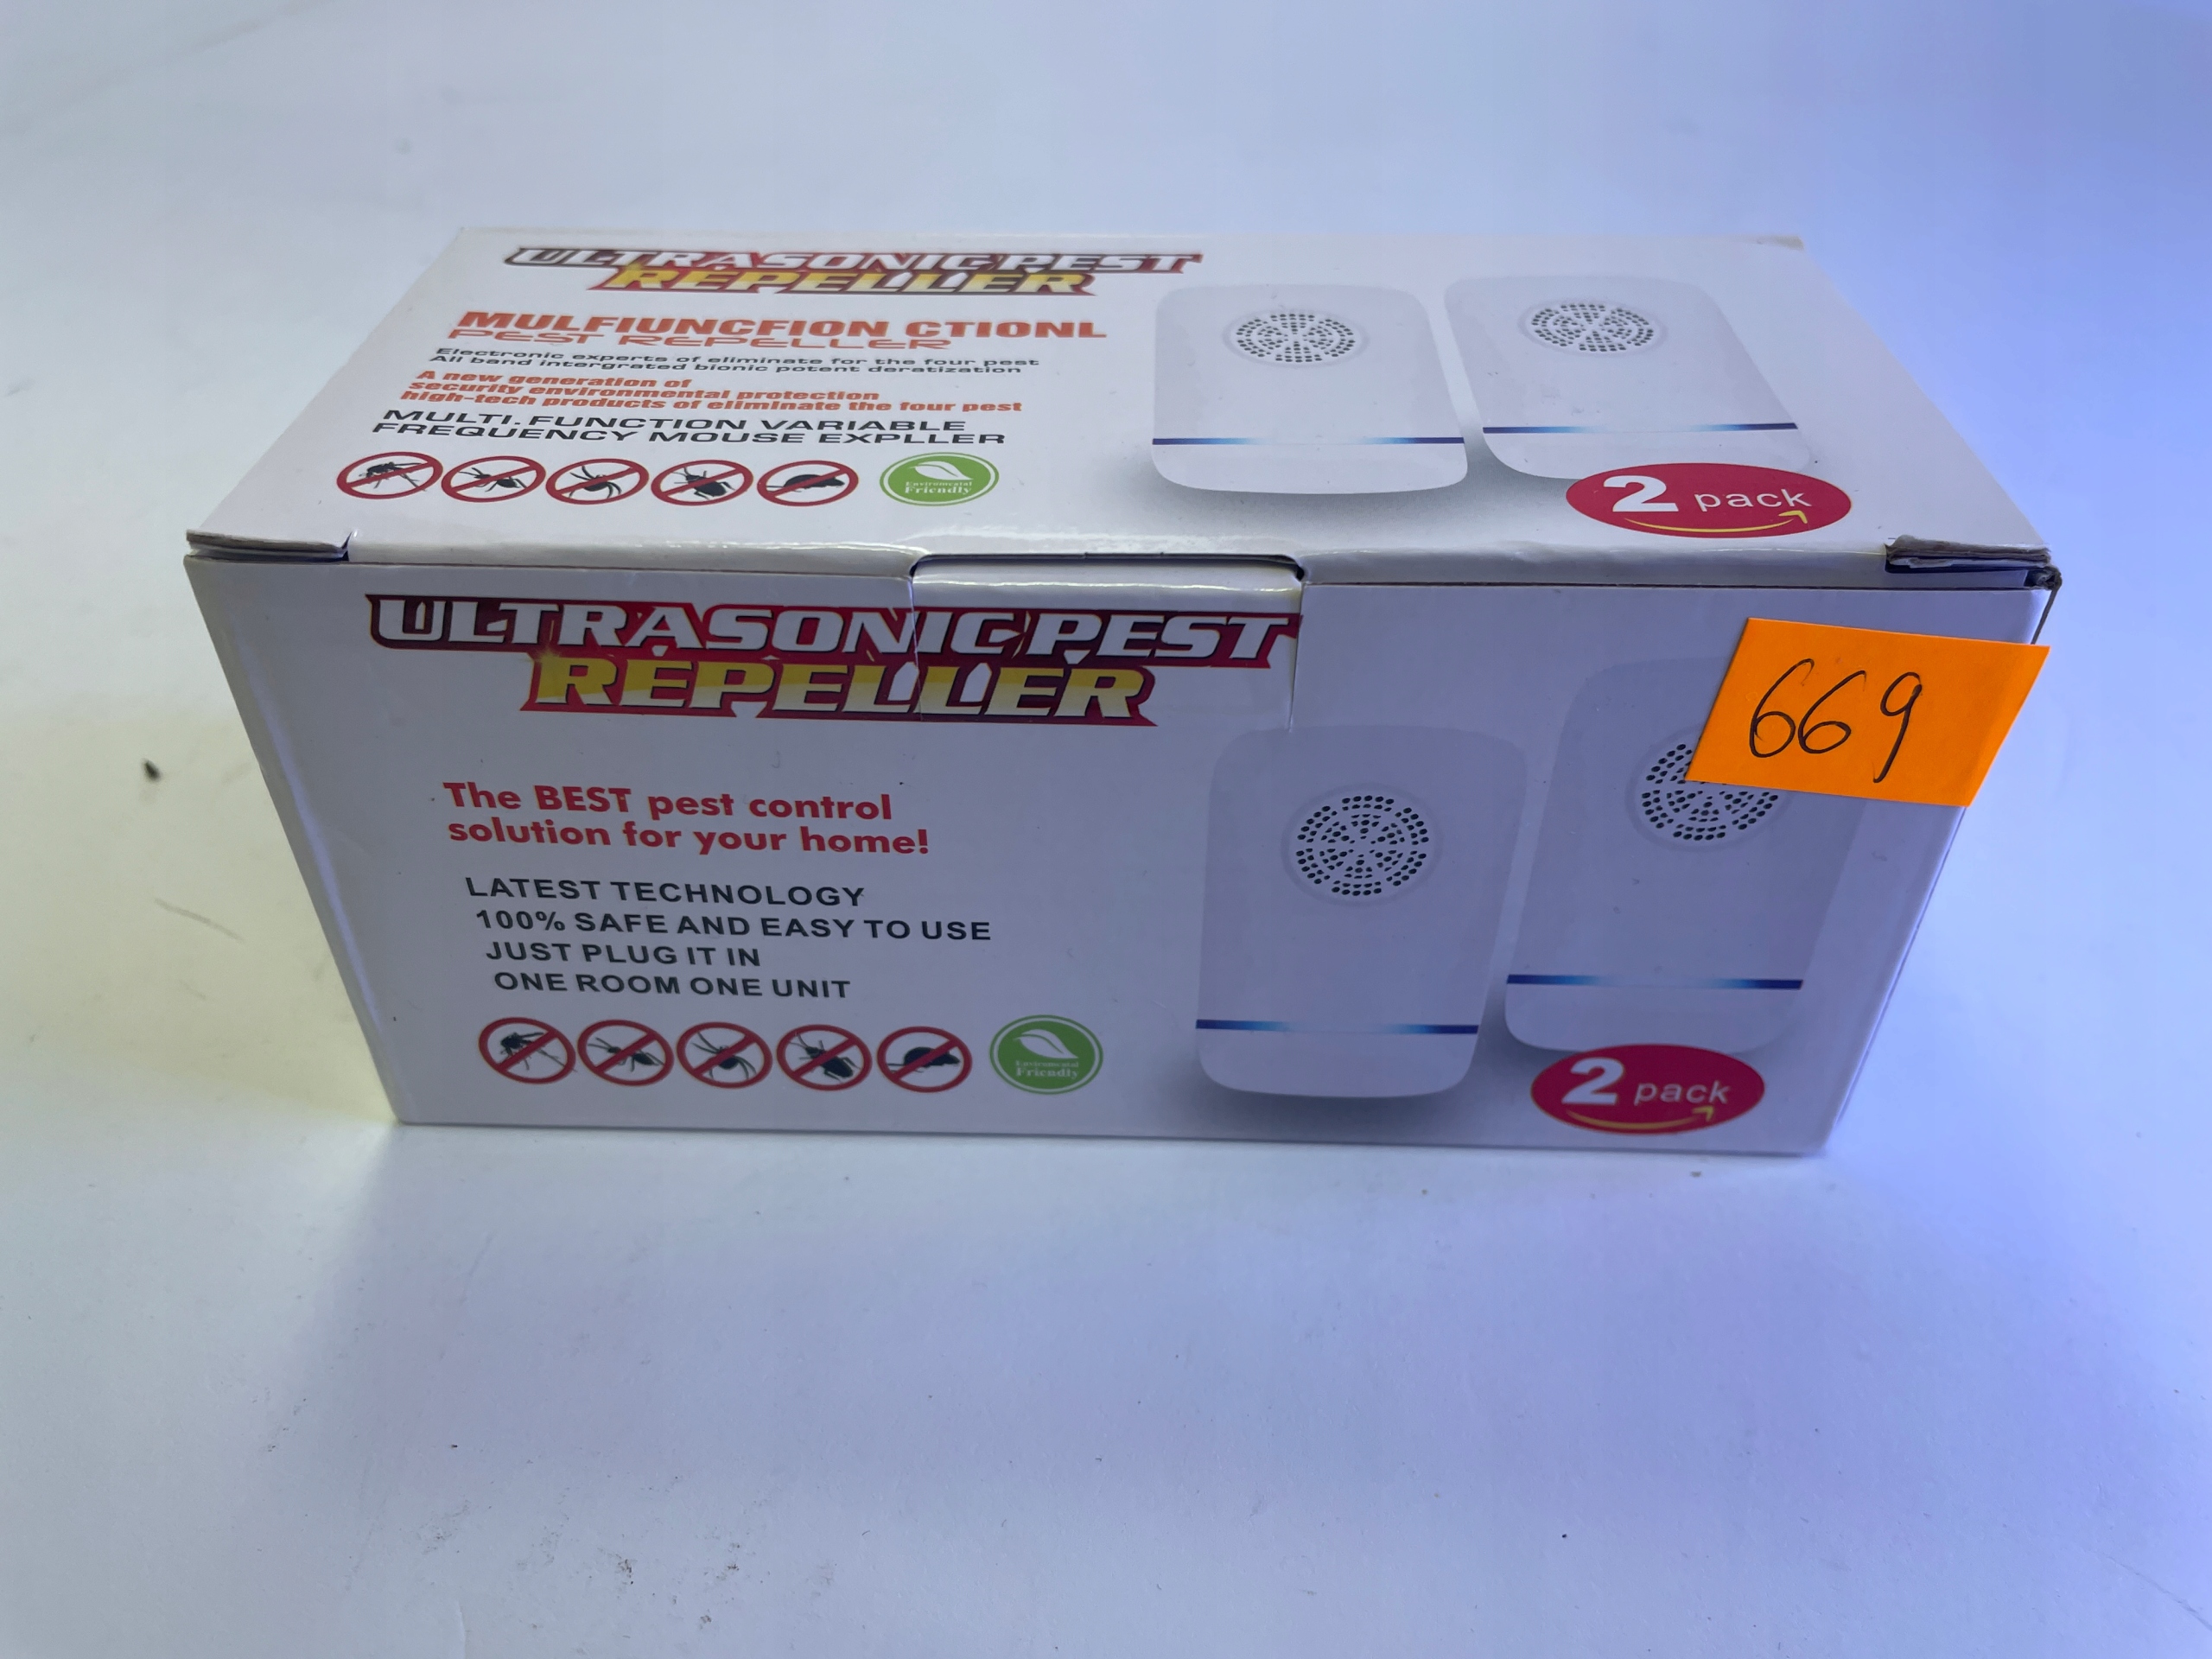 ULTRASONIC PEST
REPELLER
MULFIUNCFION CTIONL
PEST REPELLER
Electronic experts of eliminate for the four pest
All band intergrated bionic potent deratization
A new generation of
security environmental protection
high-tech products of eliminate the four pest
MULTI.FUNCTION VARIABLE
FREQUENCY MOUSE EXPLLER
Friendly
2 pack
ULTRASONIC PEST
REPELLER
669
The BEST pest control
solution for your home!
LATEST TECHNOLOGY
100% SAFE AND EASY TO USE
JUST PLUG IT IN
ONE ROOM ONE UNIT
Friendly
2 pack